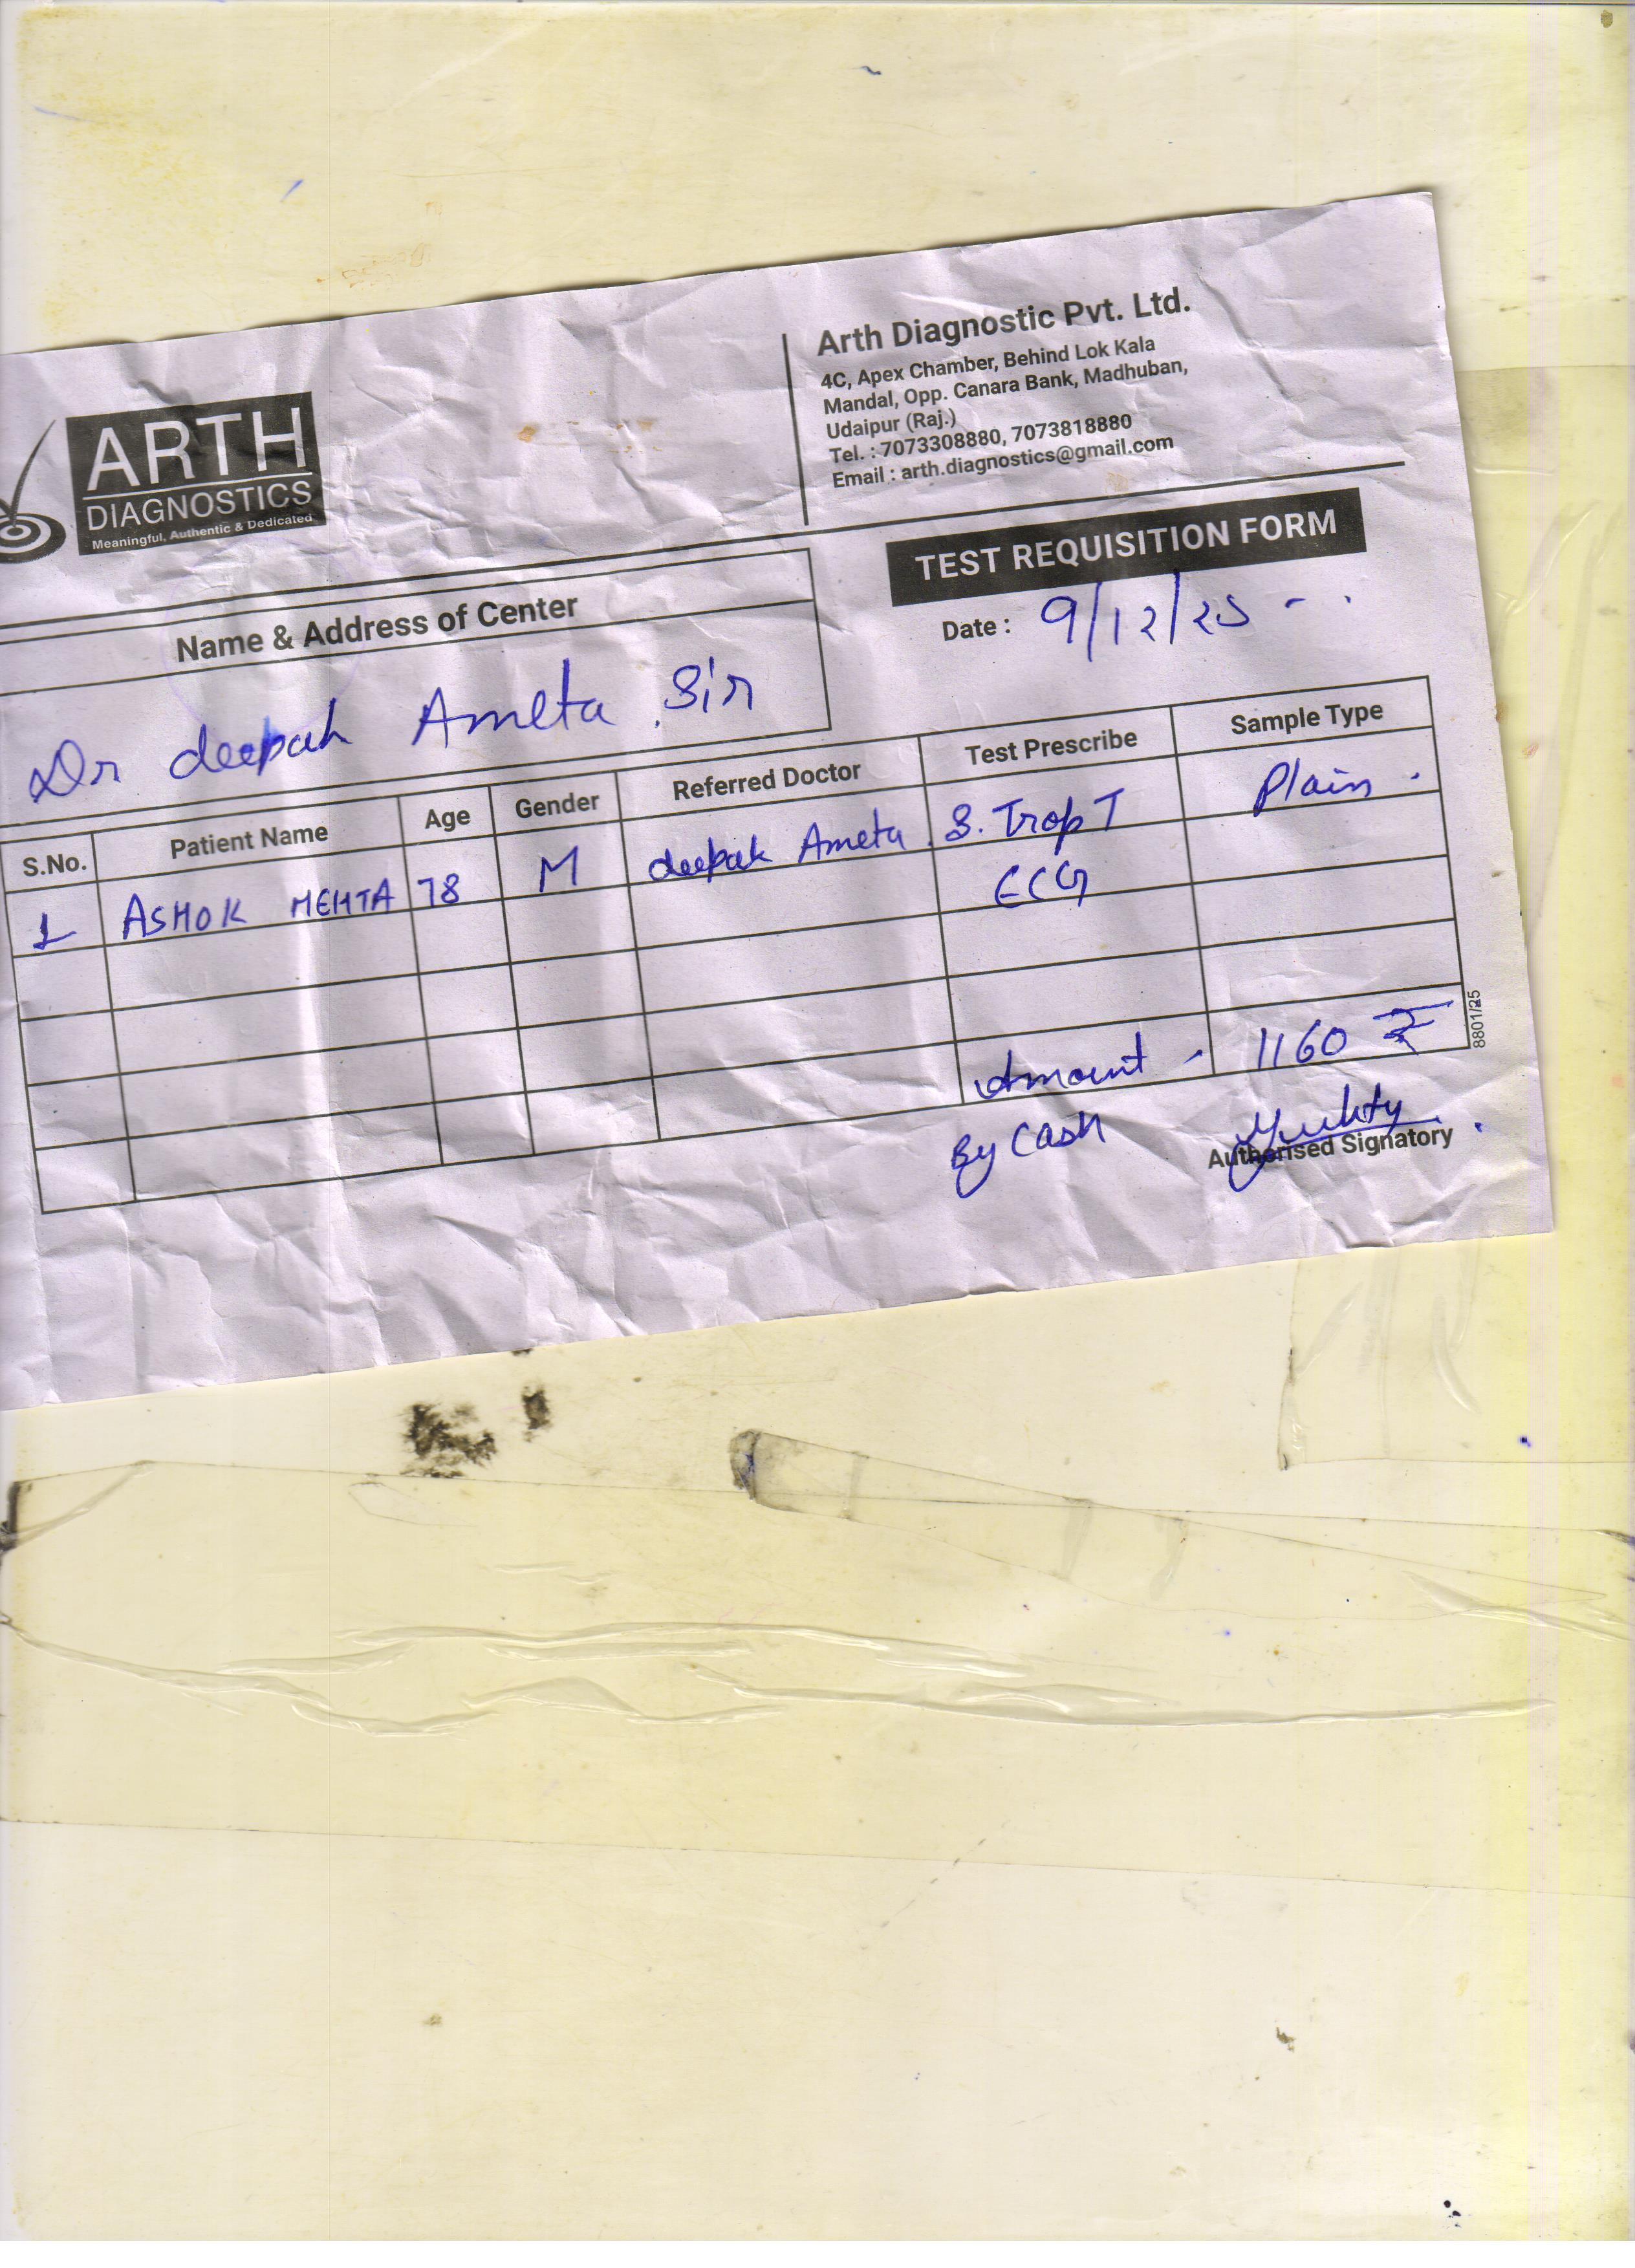 ARTH
DIAGNOSTICS
Meaningful, Authentic & Dedicated
Arth Diagnostic Pvt. Ltd.
4C, Apex Chamber, Behind Lok Kala
Mandal, Opp. Canara Bank, Madhuban,
Udaipur (Raj.)
Tel. : 7073308880, 7073818880
Email : arth.diagnostics@gmail.com
TEST REQUISITION FORM
Name & Address of Center
Date : 9/12/25
Dr deepak Ameta Sir
S.No. Patient Name Age Gender Referred Doctor Test Prescribe Sample Type
1 ASHOK MEHTA 78 M deepak Ameta S. Trop T Plain
ECG
Amount - 1160 ₹
By Cash
Authorised Signatory
8801/25